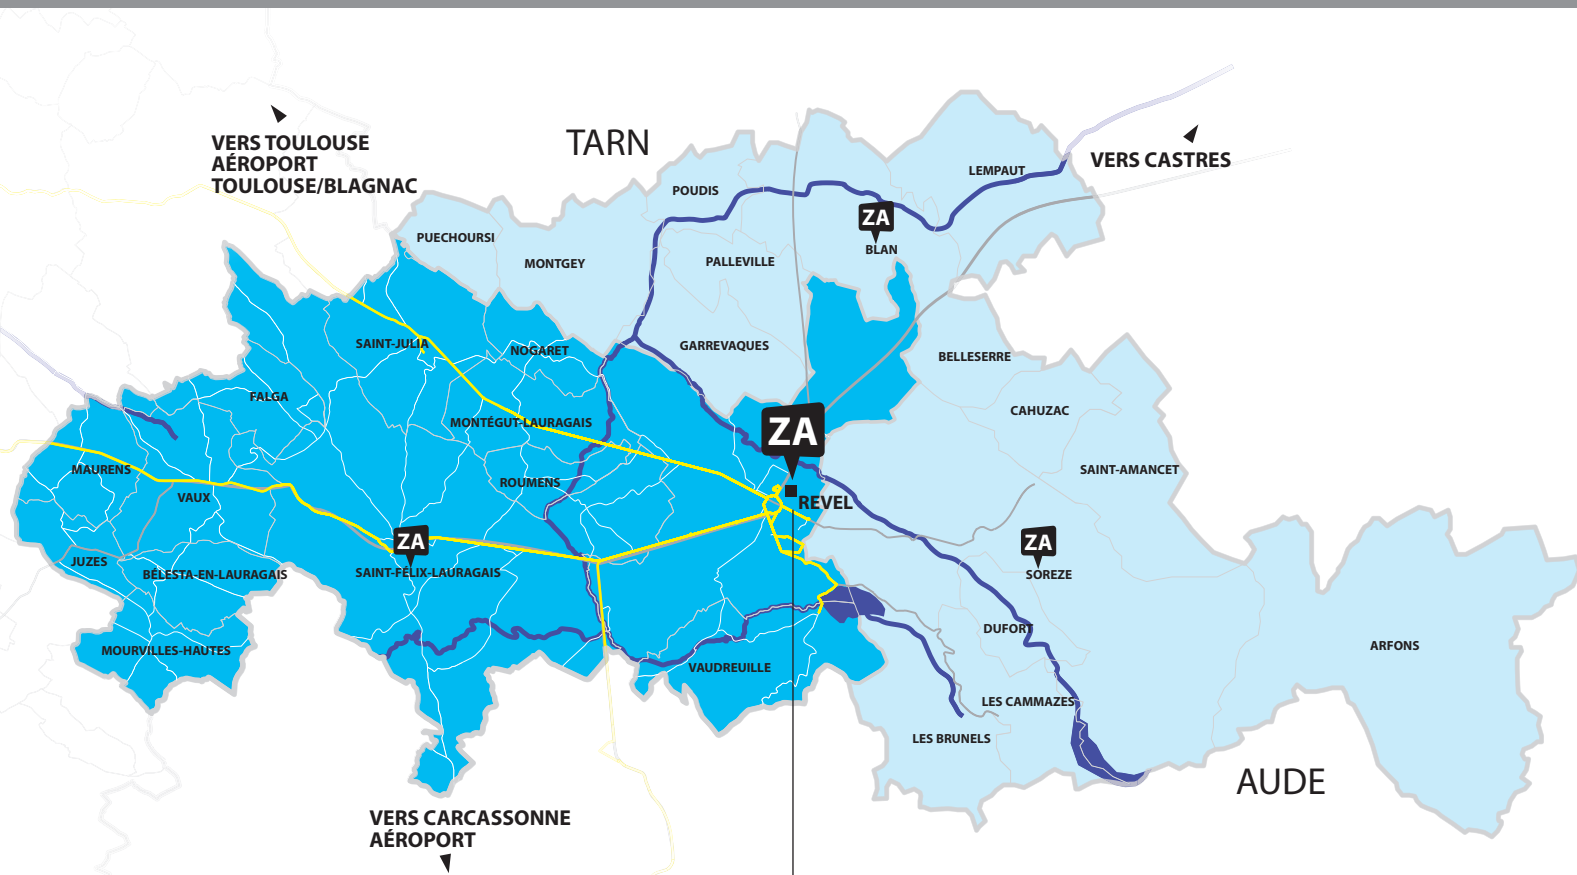 TARN
VERS TOULOUSE
AÉROPORT
TOULOUSE/BLAGNAC
VERS CASTRES
LEMPAUT
POUDIS
ZA
BLAN
PUECHOURSI
MONTGEY
PALLEVILLE
SAINT-JULIA
NOGARET
GARREVAQUES
BELLESERRE
FALGA
CAHUZAC
MONTÉGUT-LAURAGAIS
ZA
MAURENS
SAINT-AMANCET
VAUX
ROUMENS
REVEL
ZA
ZA
JUZES
BÉLESTA-EN-LAURAGAIS
SAINT-FÉLIX-LAURAGAIS
SOREZE
DUFORT
MOURVILLES-HAUTES
ARFONS
VAUDREUILLE
LES CAMMAZES
LES BRUNELS
AUDE
VERS CARCASSONNE
AÉROPORT